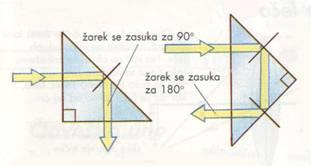 žarek se zasuka za 90°
žarek se zasuka
za 180°